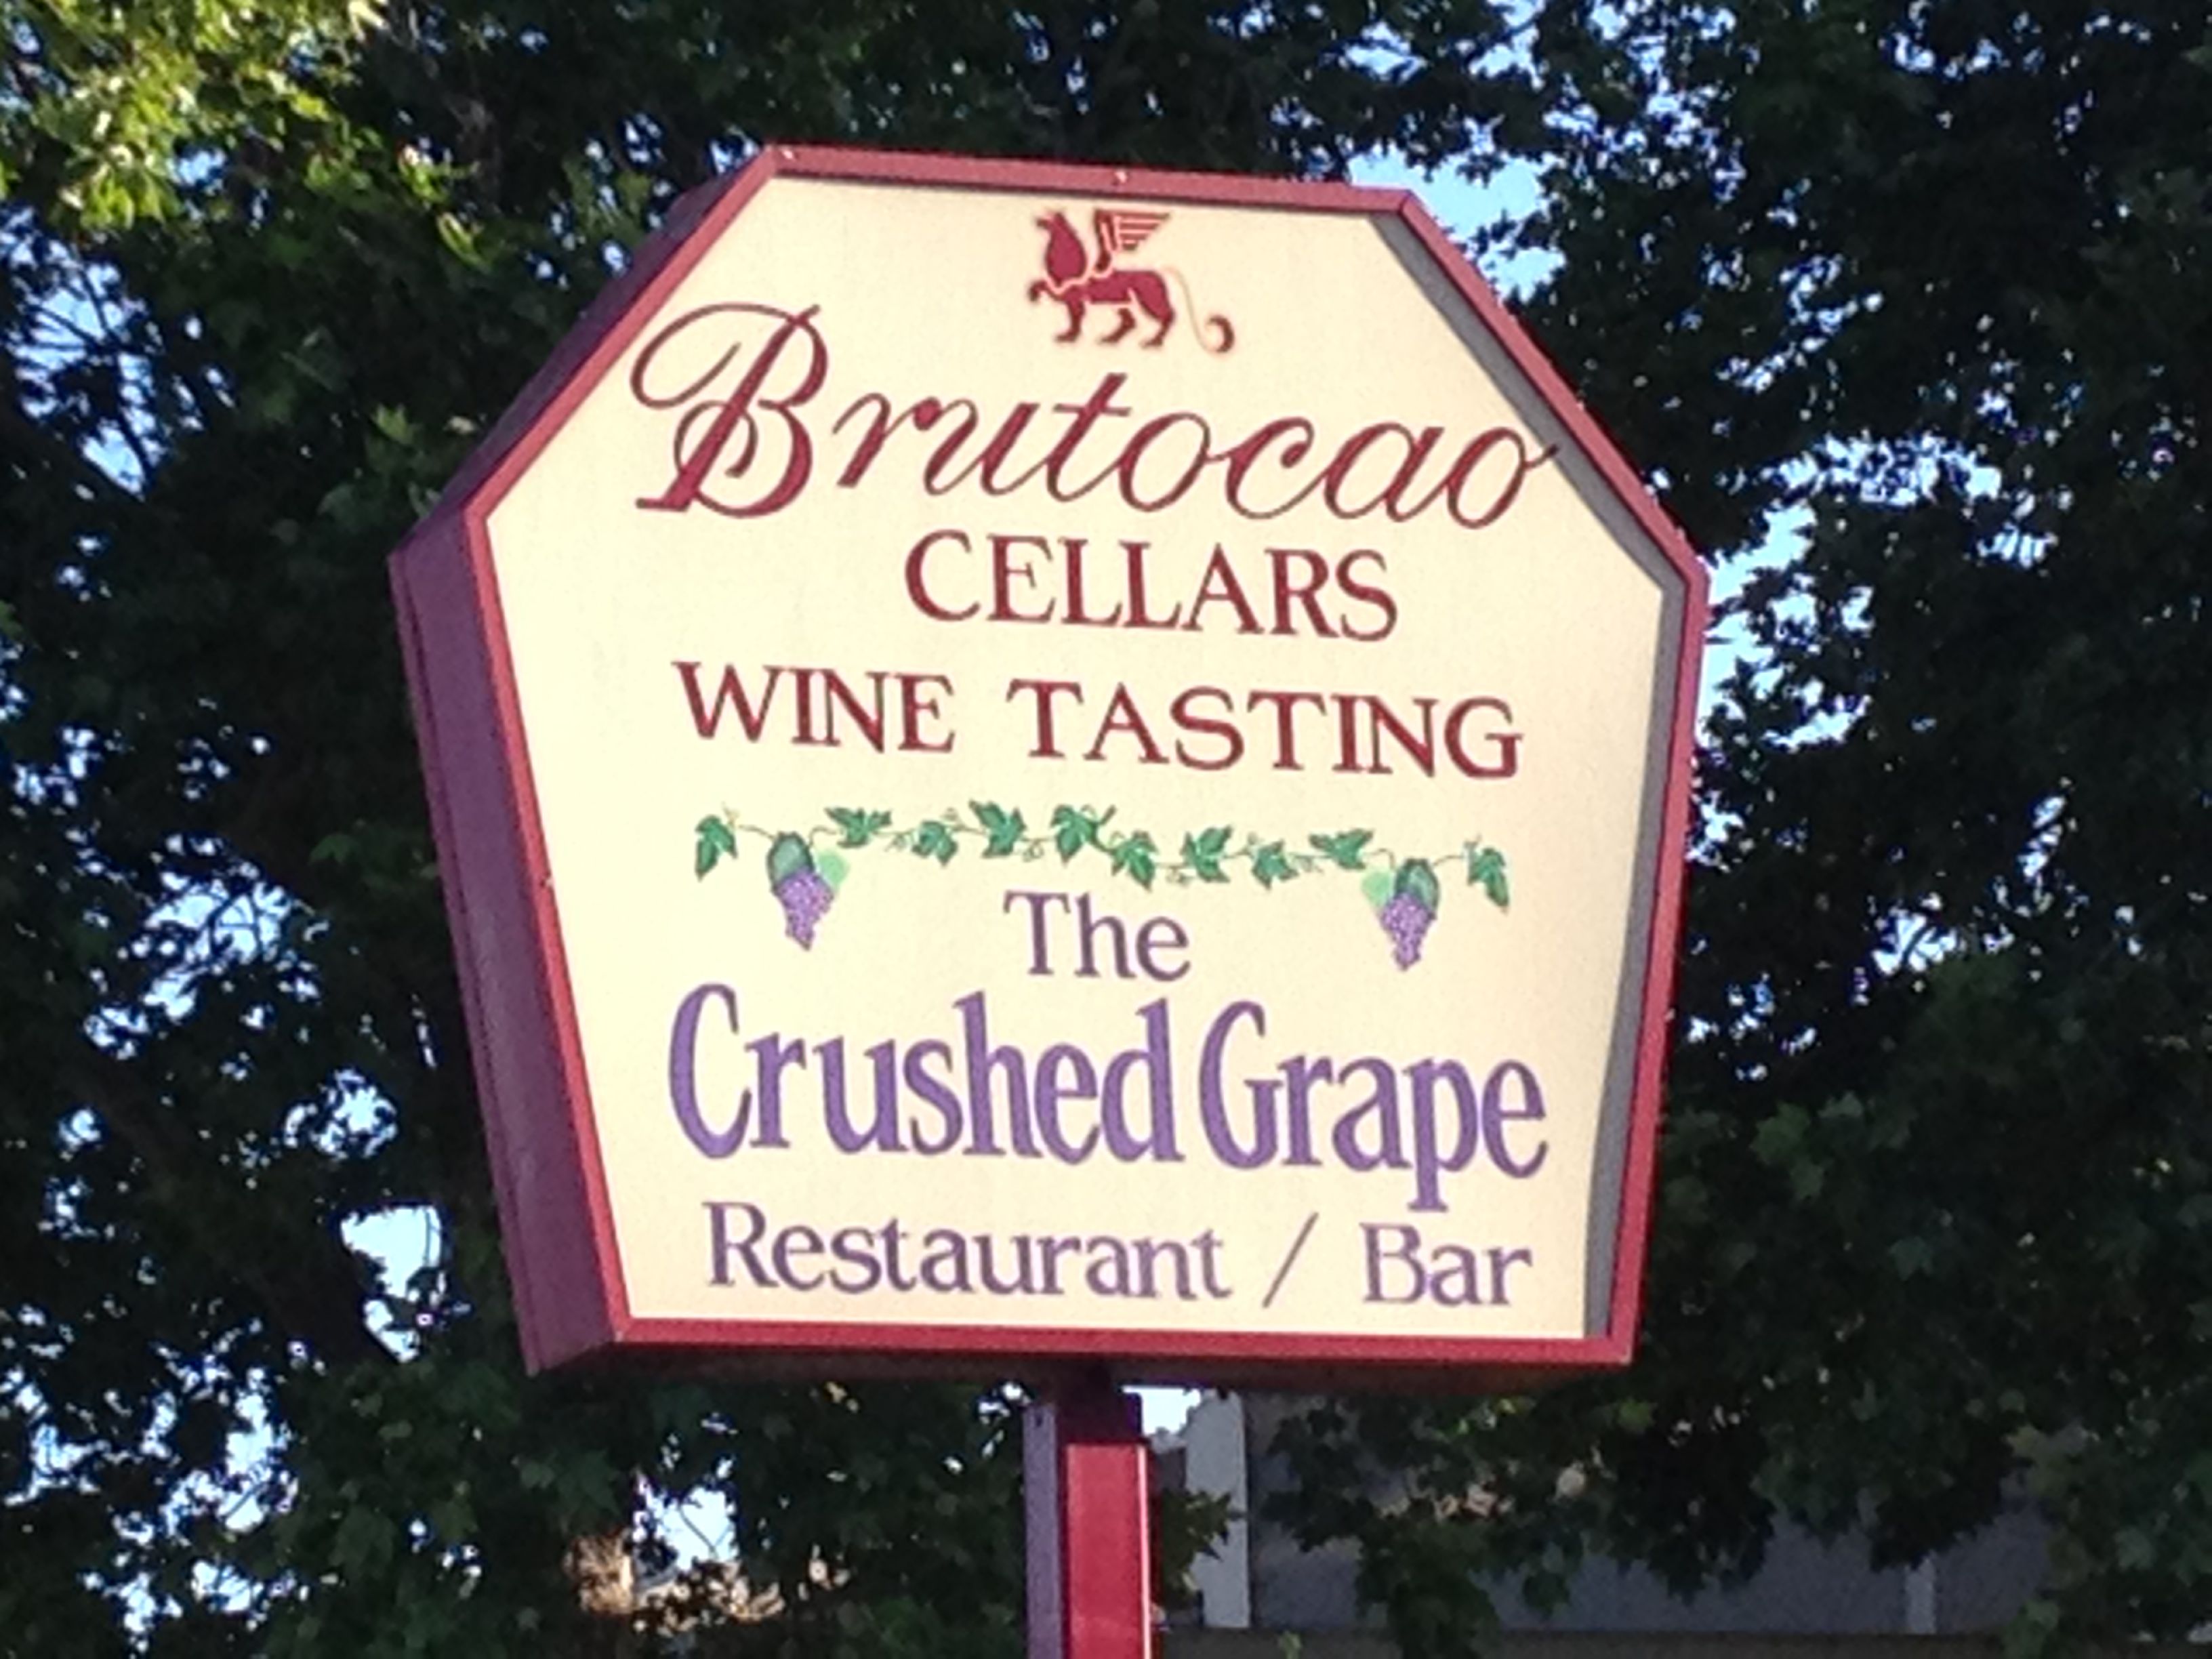 Brutocao
CELLARS
WINE TASTING
The
Crushed Grape
Restaurant / Bar